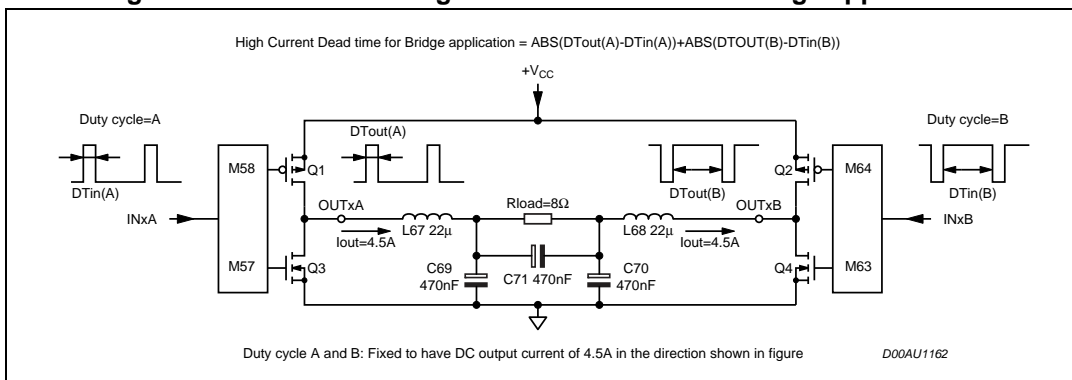 High Current Dead time for Bridge application = ABS(DTout(A)-DTin(A))+ABS(DTOUT(B)-DTin(B))
+VCC
Duty cycle=A
DTout(A)
Duty cycle=B
M58
Q1
Q2
M64
DTin(A)
DTout(B)
DTin(B)
OUTxA
Rload=8Ω
OUTxB
INxA
INxB
L67 22μ
L68 22μ
Iout=4.5A
Iout=4.5A
M57
Q3
Q4
M63
C69
470nF
C71 470nF
C70
470nF
Duty cycle A and B: Fixed to have DC output current of 4.5A in the direction shown in figure
D00AU1162